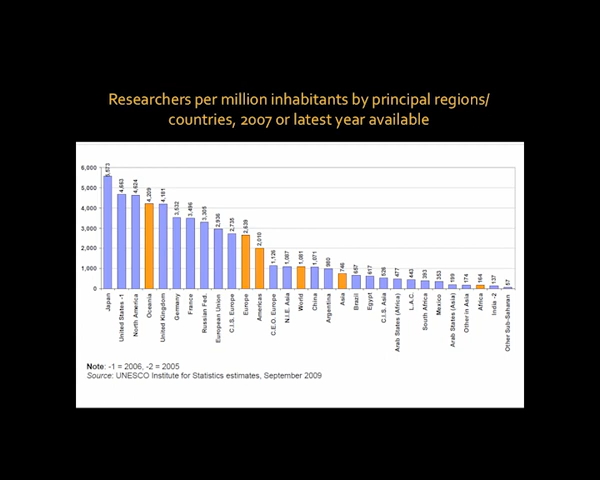 Researchers per million inhabitants by principal regions/
countries, 2007 or latest year available
6,000
5,000
4,000
3,000
2,000
1,000
0
5,573
4,663
4,624
4,209
4,181
3,532
3,496
3,305
2,936
2,735
2,639
2,010
1,126
1,087
1,081
1,071
980
746
657
617
528
477
443
393
353
199
174
164
137
57
Japan
United States -1
North America
Oceania
United Kingdom
Germany
France
Russian Fed.
European Union
C.I.S. Europe
Europe
Americas
C.E.O. Europe
N.I.E. Asia
World
China
Argentina
Asia
Brazil
Egypt
C.I.S. Asia
Arab States (Africa)
L.A.C.
South Africa
Mexico
Arab States (Asia)
Other in Asia
Africa
India -2
Other Sub-Saharan
Note: -1 = 2006, -2 = 2005
Source: UNESCO Institute for Statistics estimates, September 2009